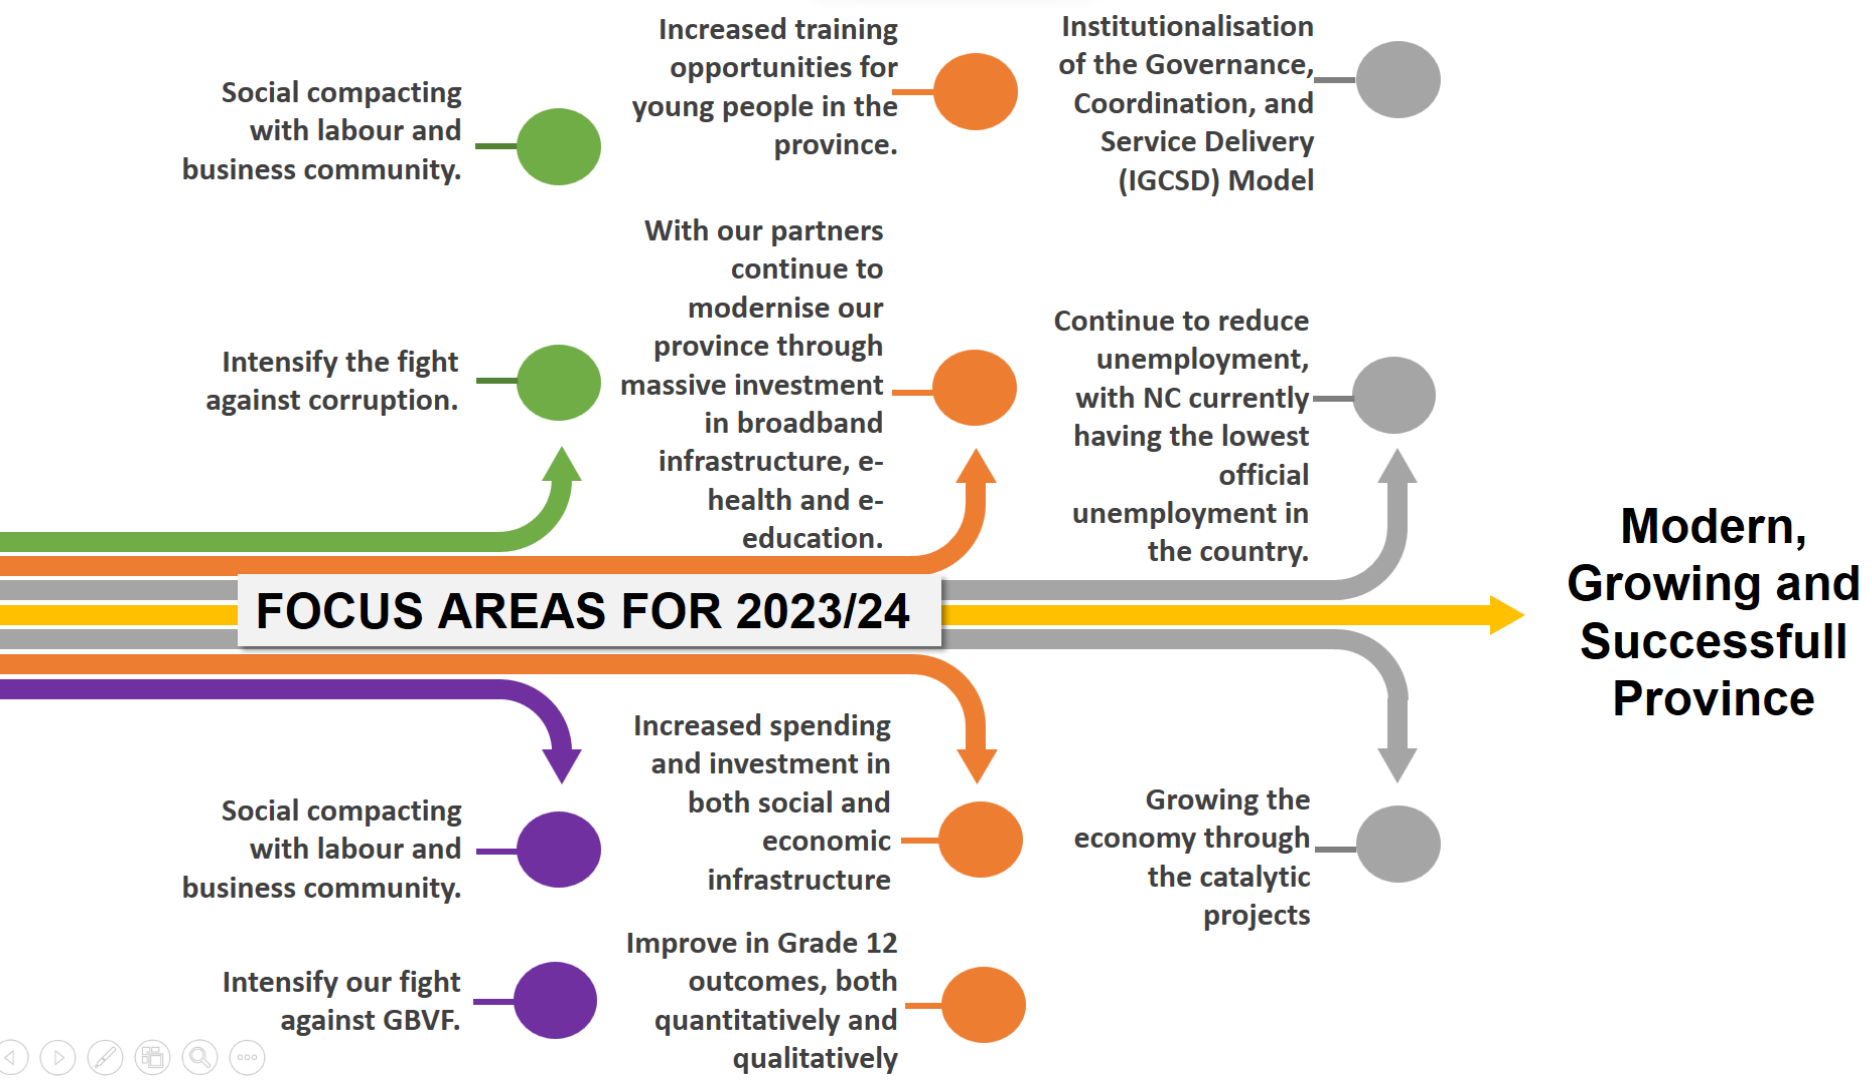 Social compacting
with labour and
business community.
Increased training
opportunities for
young people in the
province.
Institutionalisation
of the Governance,
Coordination, and
Service Delivery
(IGCSD) Model
Intensify the fight
against corruption.
With our partners
continue to
modernise our
province through
massive investment
in broadband
infrastructure, e-
health and e-
education.
Continue to reduce
unemployment,
with NC currently
having the lowest
official
unemployment in
the country.
FOCUS AREAS FOR 2023/24
Modern,
Growing and
Successfull
Province
Social compacting
with labour and
business community.
Increased spending
and investment in
both social and
economic
infrastructure
Growing the
economy through
the catalytic
projects
Intensify our fight
against GBVF.
Improve in Grade 12
outcomes, both
quantitatively and
qualitatively